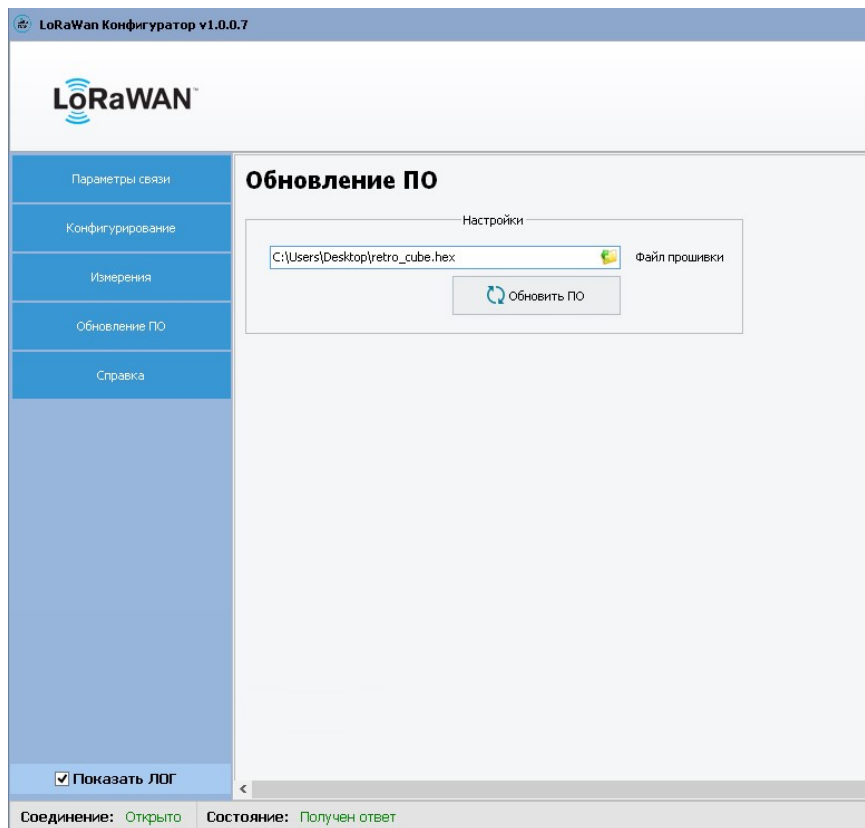 LoRaWan Конфигуратор v1.0.0.7
LoRaWAN™
Параметры связи
Конфигурирование
Измерения
Обновление ПО
Справка
Показать ЛОГ
Обновление ПО
Настройки
C:\Users\Desktop\retro_cube.hex
Файл прошивки
Обновить ПО
Соединение: Открыто Состояние: Получен ответ